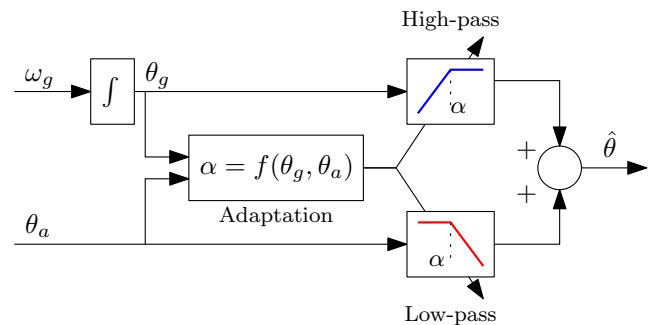 High-pass
ω_g
∫
θ_g
α
α = f(θ_g, θ_a)
Adaptation
+
θ̂
+
θ_a
α
Low-pass